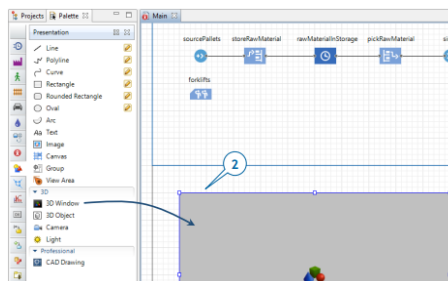 Projects
Palette
Main
Presentation
Line
Polyline
Curve
Rectangle
Rounded Rectangle
Oval
Arc
Aa Text
Image
Canvas
Group
View Area
3D
3D Window
3D Object
Camera
Light
Professional
CAD Drawing
sourcePallets
storeRawMaterial
rawMaterialInStorage
pickRawMaterial
forklifts
2